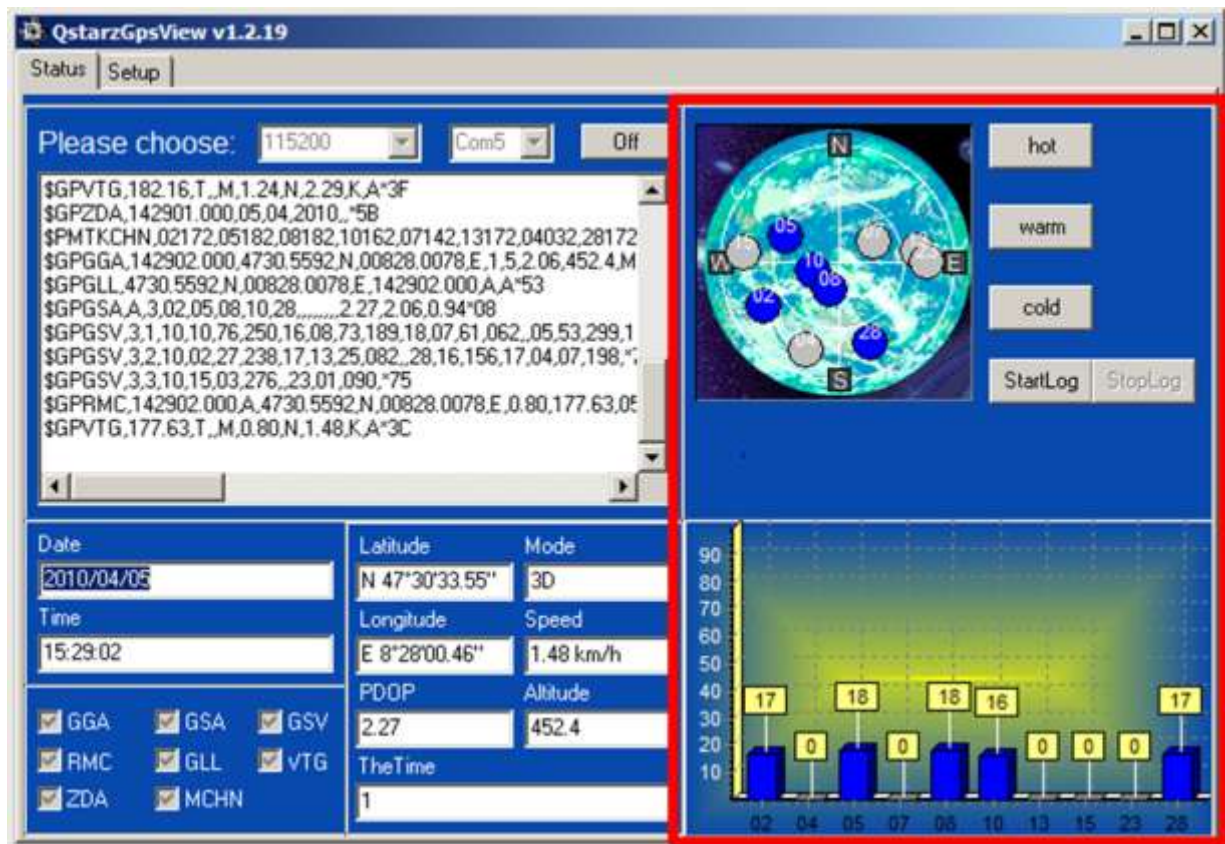 QstarzGpsView v1.2.19
Status Setup
Please choose: 115200 Com5 Off
$GPVTG,182.16,T,,M,1.24,N,2.29,K,A*3F
$GPZDA,142901.000,05,04,2010,,*5B
$PMTKCHN,02172,05182,08182,10162,07142,13172,04032,28172
$GPGGA,142902.000,4730.5592,N,00828.0078,E,1,5,2.06,452.4,M
$GPGLL,4730.5592,N,00828.0078,E,142902.000,A,A*53
$GPGSA,A,3,02,05,08,10,28,,,,,,,,2.27,2.06,0.94*08
$GPGSV,3,1,10,10,76,250,16,08,73,189,18,07,61,062,,05,53,299,1
$GPGSV,3,2,10,02,27,238,17,13,25,082,,28,16,156,17,04,07,198,*
$GPGSV,3,3,10,15,03,276,,23,01,090,*75
$GPRMC,142902.000,A,4730.5592,N,00828.0078,E,0.80,177.63,05
$GPVTG,177.63,T,,M,0.80,N,1.48,K,A*3C
N
05
W
10
E
08
02
28
S
hot
warm
cold
StartLog StopLog
Date
2010/04/05
Time
15:29:02
GGA GSA GSV
RMC GLL VTG
ZDA MCHN
Latitude Mode
N 47°30'33.55'' 3D
Longitude Speed
E 8°28'00.46'' 1.48 km/h
PDOP Altitude
2.27 452.4
TheTime
1
90
80
70
60
50
40
30
20
10
17 0 18 0 18 16 0 0 0 17
02 04 05 07 08 10 13 15 23 28